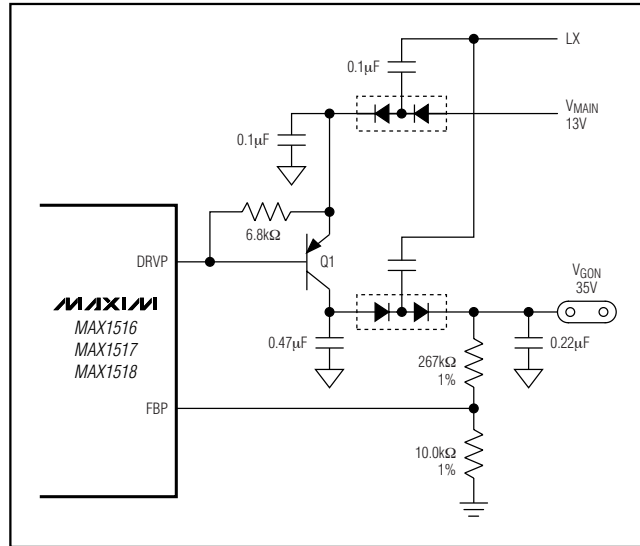 LX
0.1µF
VMAIN
13V
0.1µF
6.8kΩ
DRVP
Q1
MAXIM
MAX1516
MAX1517
MAX1518
VGON
35V
0.47µF
267kΩ
1%
0.22µF
FBP
10.0kΩ
1%